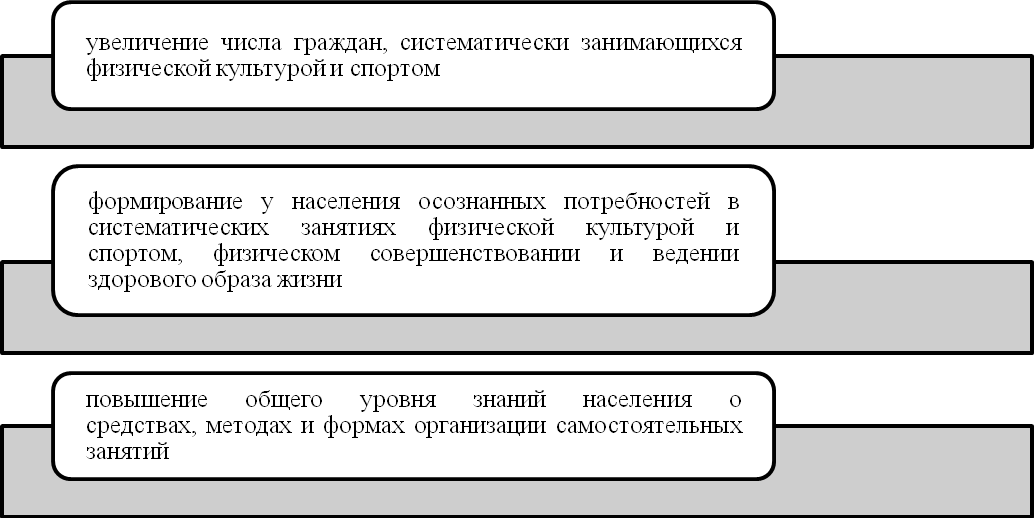 увеличение числа граждан, систематически занимающихся
физической культурой и спортом
формирование у населения осознанных потребностей в
систематических занятиях физической культурой и
спортом, физическом совершенствовании и ведении
здорового образа жизни
повышение общего уровня знаний населения о
средствах, методах и формах организации самостоятельных
занятий